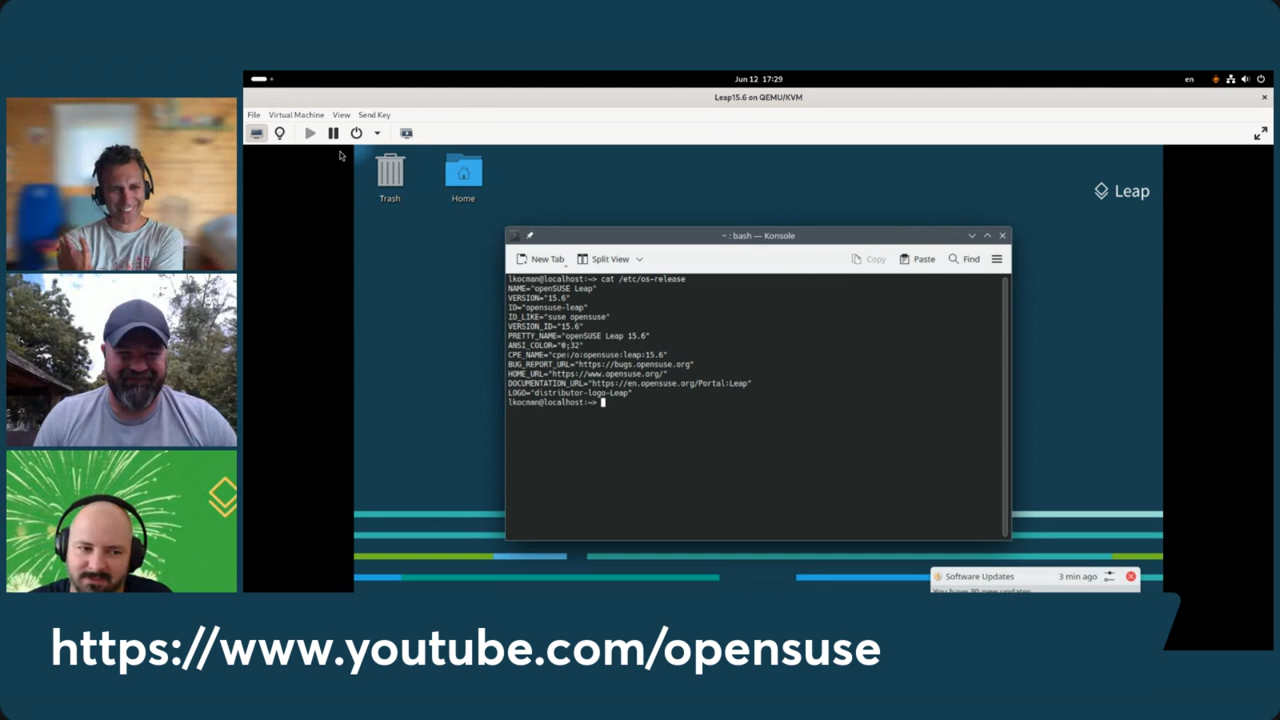 Jun 12 17:29
en
Leap15.6 on QEMU/KVM
File Virtual Machine View Send Key
Trash
Home
Leap
~ : bash — Konsole
New Tab Split View Copy Paste Find
lkocman@localhost:~> cat /etc/os-release
NAME="openSUSE Leap"
VERSION="15.6"
ID="opensuse-leap"
ID_LIKE="suse opensuse"
VERSION_ID="15.6"
PRETTY_NAME="openSUSE Leap 15.6"
ANSI_COLOR="0;32"
CPE_NAME="cpe:/o:opensuse:leap:15.6"
BUG_REPORT_URL="https://bugs.opensuse.org"
HOME_URL="https://www.opensuse.org/"
DOCUMENTATION_URL="https://en.opensuse.org/Portal:Leap"
LOGO="distributor-logo-Leap"
lkocman@localhost:~>
Software Updates 3 min ago
You have 30 new updates
https://www.youtube.com/opensuse